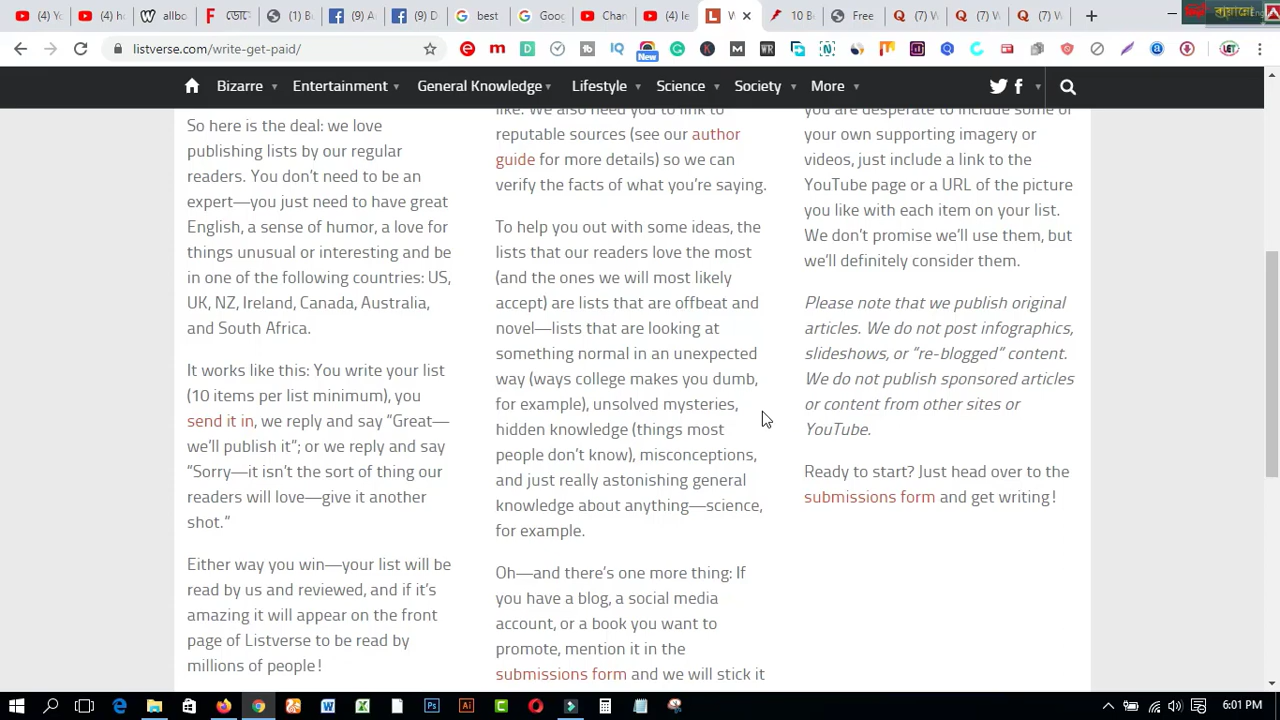 (4) Yo
(4) h
allbo
ডোট
(1) B
(9) A
(9) D
beer
Goog
Chan
(4) le
W
Free
(7) V
(7) W
listverse.com/write-get-paid/
New
Bizarre
Entertainment
General Knowledge
Lifestyle
Science
Society
More
So here is the deal: we love
publishing lists by our regular
readers. You don't need to be an
expert—you just need to have great
English, a sense of humor, a love for
things unusual or interesting and be
in one of the following countries: US,
UK, NZ, Ireland, Canada, Australia,
and South Africa.
It works like this: You write your list
(10 items per list minimum), you
send it in, we reply and say “Great—
we'll publish it”; or we reply and say
“Sorry—it isn't the sort of thing our
readers will love—give it another
shot.”
Either way you win—your list will be
read by us and reviewed, and if it's
amazing it will appear on the front
page of Listverse to be read by
millions of people!
like. We also need you to link to
reputable sources (see our author
guide for more details) so we can
verify the facts of what you're saying.
To help you out with some ideas, the
lists that our readers love the most
(and the ones we will most likely
accept) are lists that are offbeat and
novel—lists that are looking at
something normal in an unexpected
way (ways college makes you dumb,
for example), unsolved mysteries,
hidden knowledge (things most
people don't know), misconceptions,
and just really astonishing general
knowledge about anything—science,
for example.
Oh—and there's one more thing: If
you have a blog, a social media
account, or a book you want to
promote, mention it in the
submissions form and we will stick it
you are desperate to include some of
your own supporting imagery or
videos, just include a link to the
YouTube page or a URL of the picture
you like with each item on your list.
We don't promise we'll use them, but
we'll definitely consider them.
Please note that we publish original
articles. We do not post infographics,
slideshows, or “re-blogged” content.
We do not publish sponsored articles
or content from other sites or
YouTube.
Ready to start? Just head over to the
submissions form and get writing!
6:01 PM